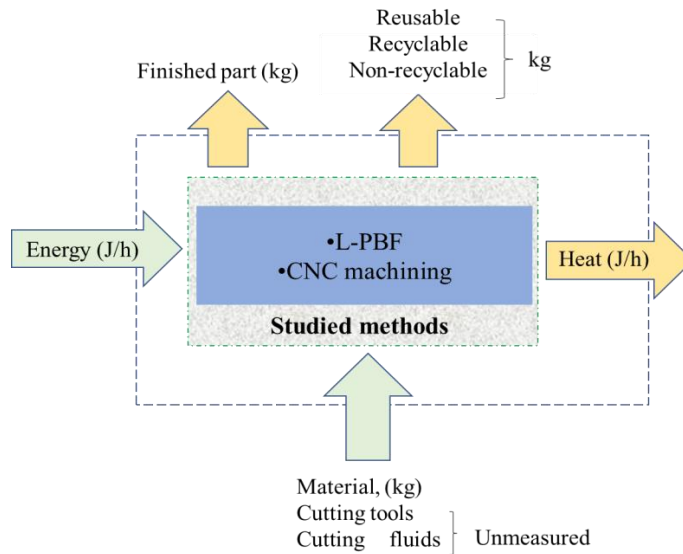 Reusable
Recyclable
Non-recyclable
kg
Finished part (kg)
Energy (J/h)
•L-PBF
•CNC machining
Studied methods
Heat (J/h)
Material, (kg)
Cutting tools
Cutting fluids
Unmeasured